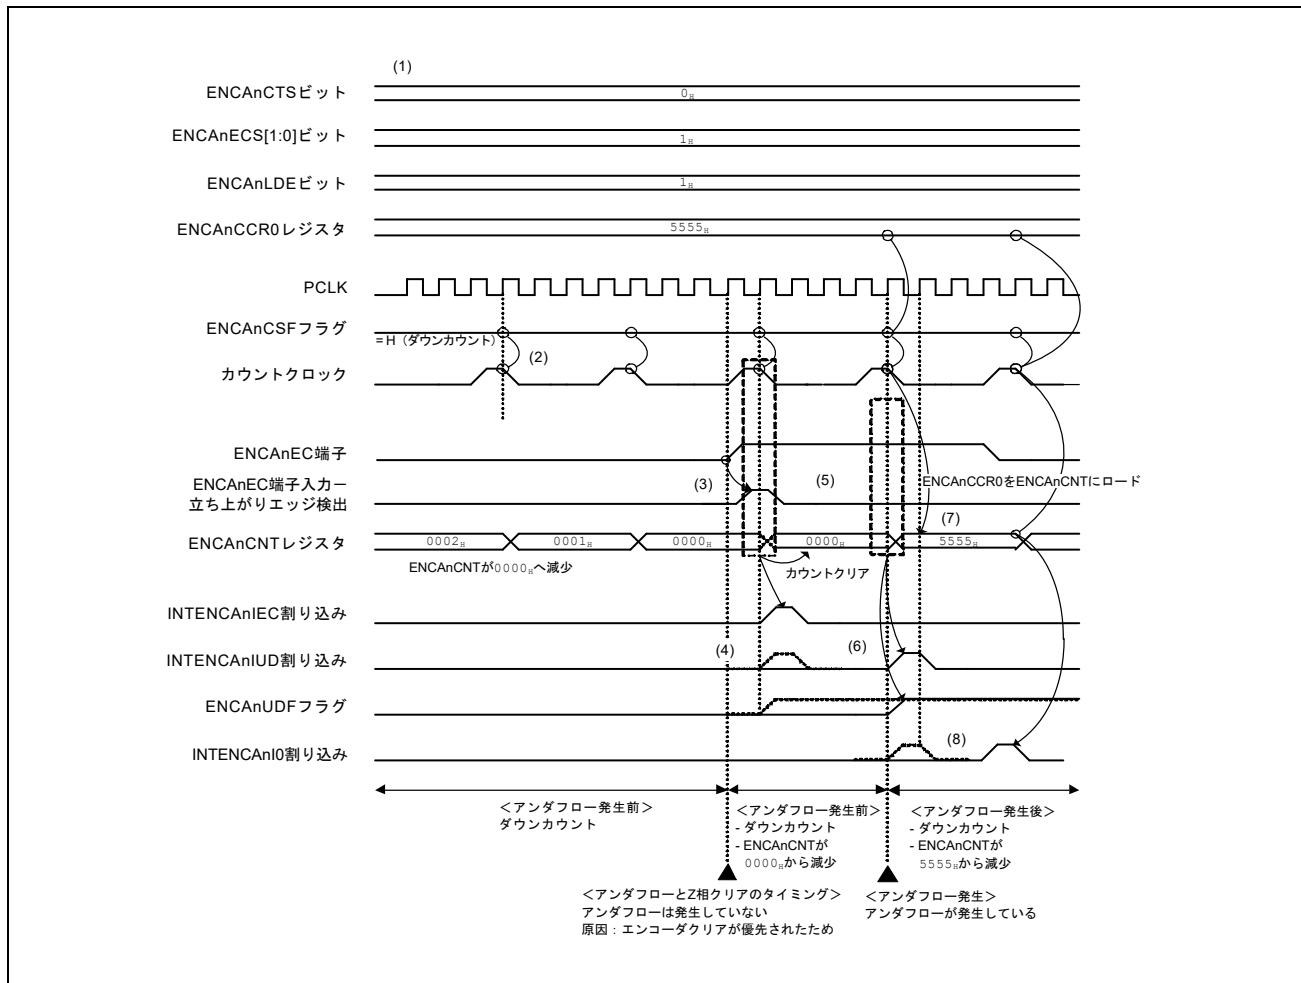 (1)
ENCAnCTSビット
0H
ENCAnECS[1:0]ビット
1H
ENCAnLDEビット
1H
ENCAnCCR0レジスタ
5555H
PCLK
ENCAnCSFフラグ
= H（ダウンカウント）
(2)
カウントクロック
ENCAnEC端子
ENCAnEC端子入力ー
立ち上がりエッジ検出
(3)
(5)
ENCAnCCR0をENCAnCNTにロード
(7)
ENCAnCNTレジスタ
0002H
0001H
0000H
0000H
5555H
ENCAnCNTが0000Hへ減少
カウントクリア
INTENCAnIEC割り込み
INTENCAnIUD割り込み
(4)
(6)
ENCAnUDFフラグ
INTENCAnI0割り込み
(8)
＜アンダフロー発生前＞
ダウンカウント
＜アンダフロー発生前＞
- ダウンカウント
- ENCAnCNTが
0000Hから減少
＜アンダフロー発生後＞
- ダウンカウント
- ENCAnCNTが
5555Hから減少
＜アンダフローとZ相クリアのタイミング＞
アンダフローは発生していない
原因：エンコーダクリアが優先されたため
＜アンダフロー発生＞
アンダフローが発生している